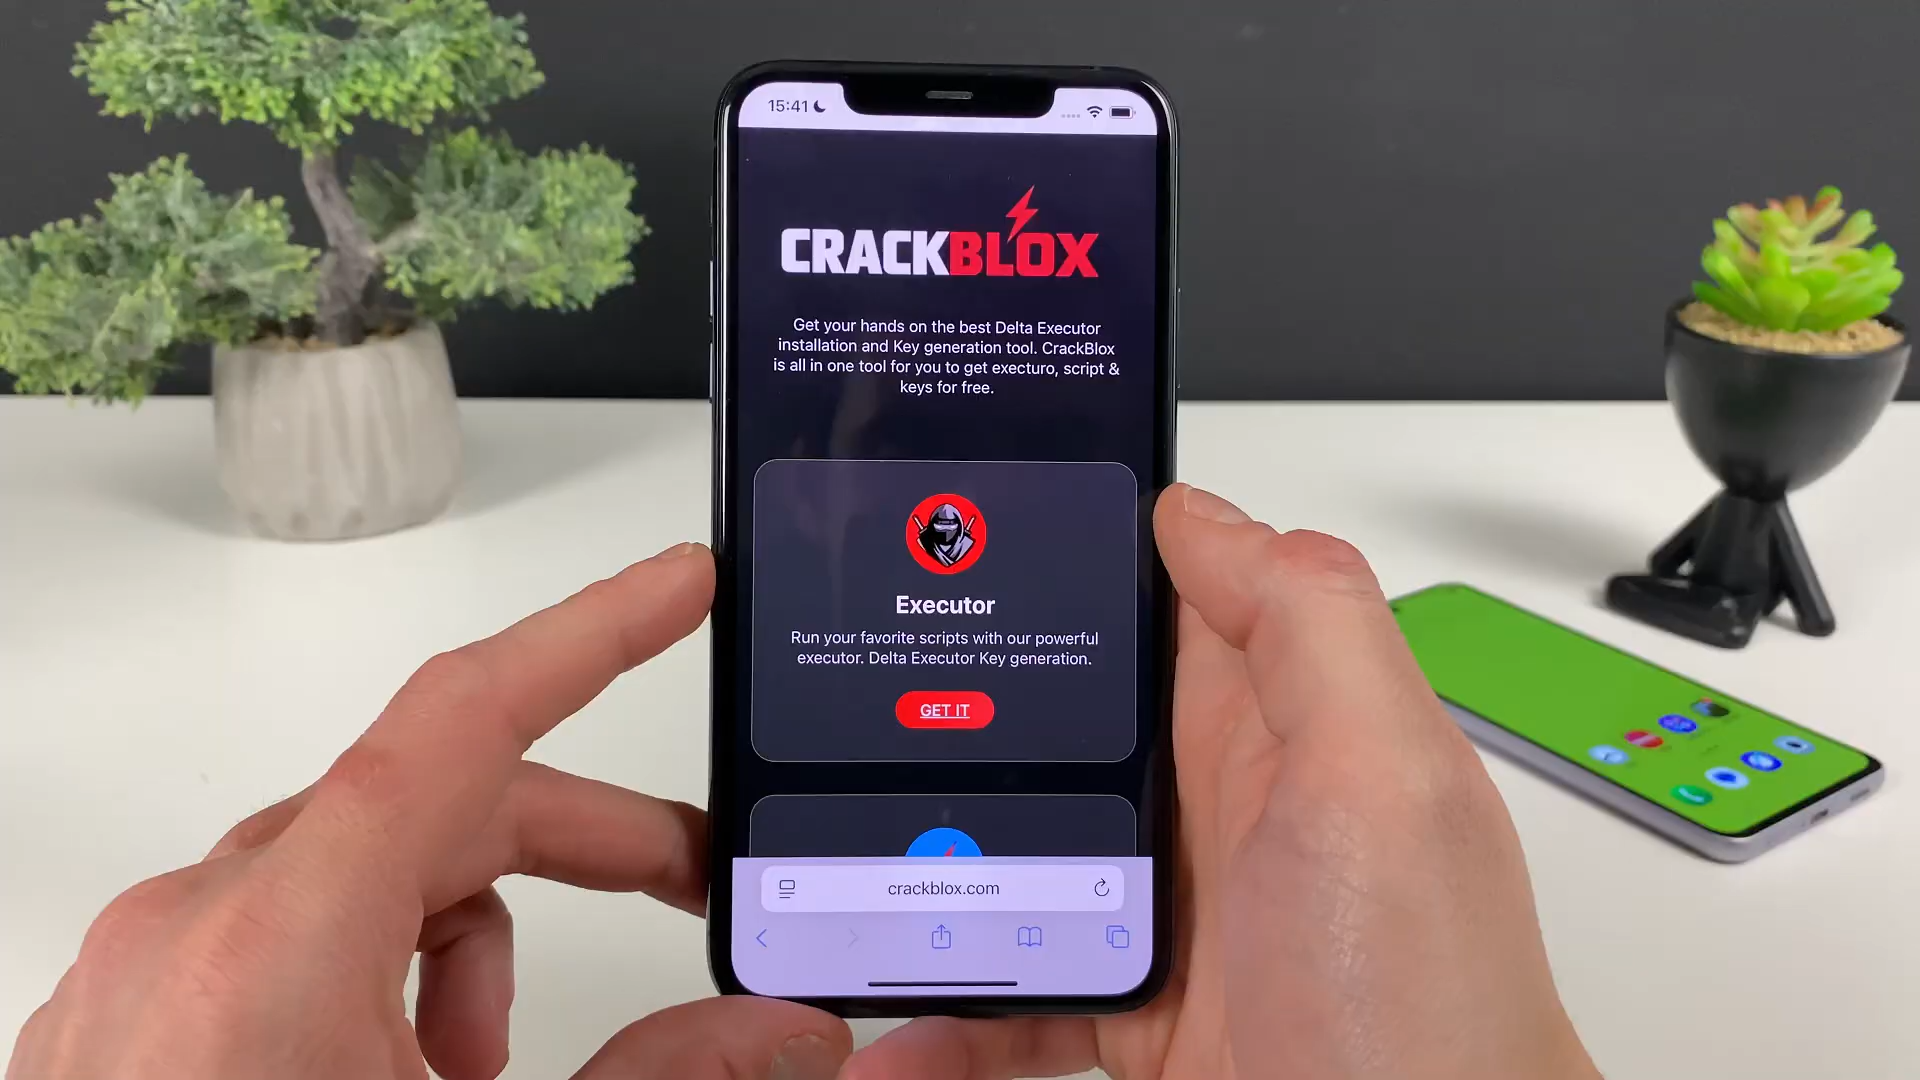 15:41
CRACKBLOX
Get your hands on the best Delta Executor
installation and Key generation tool. CrackBlox
is all in one tool for you to get executro, script &
keys for free.
Executor
Run your favorite scripts with our powerful
executor. Delta Executor Key generation.
GET IT
crackblox.com